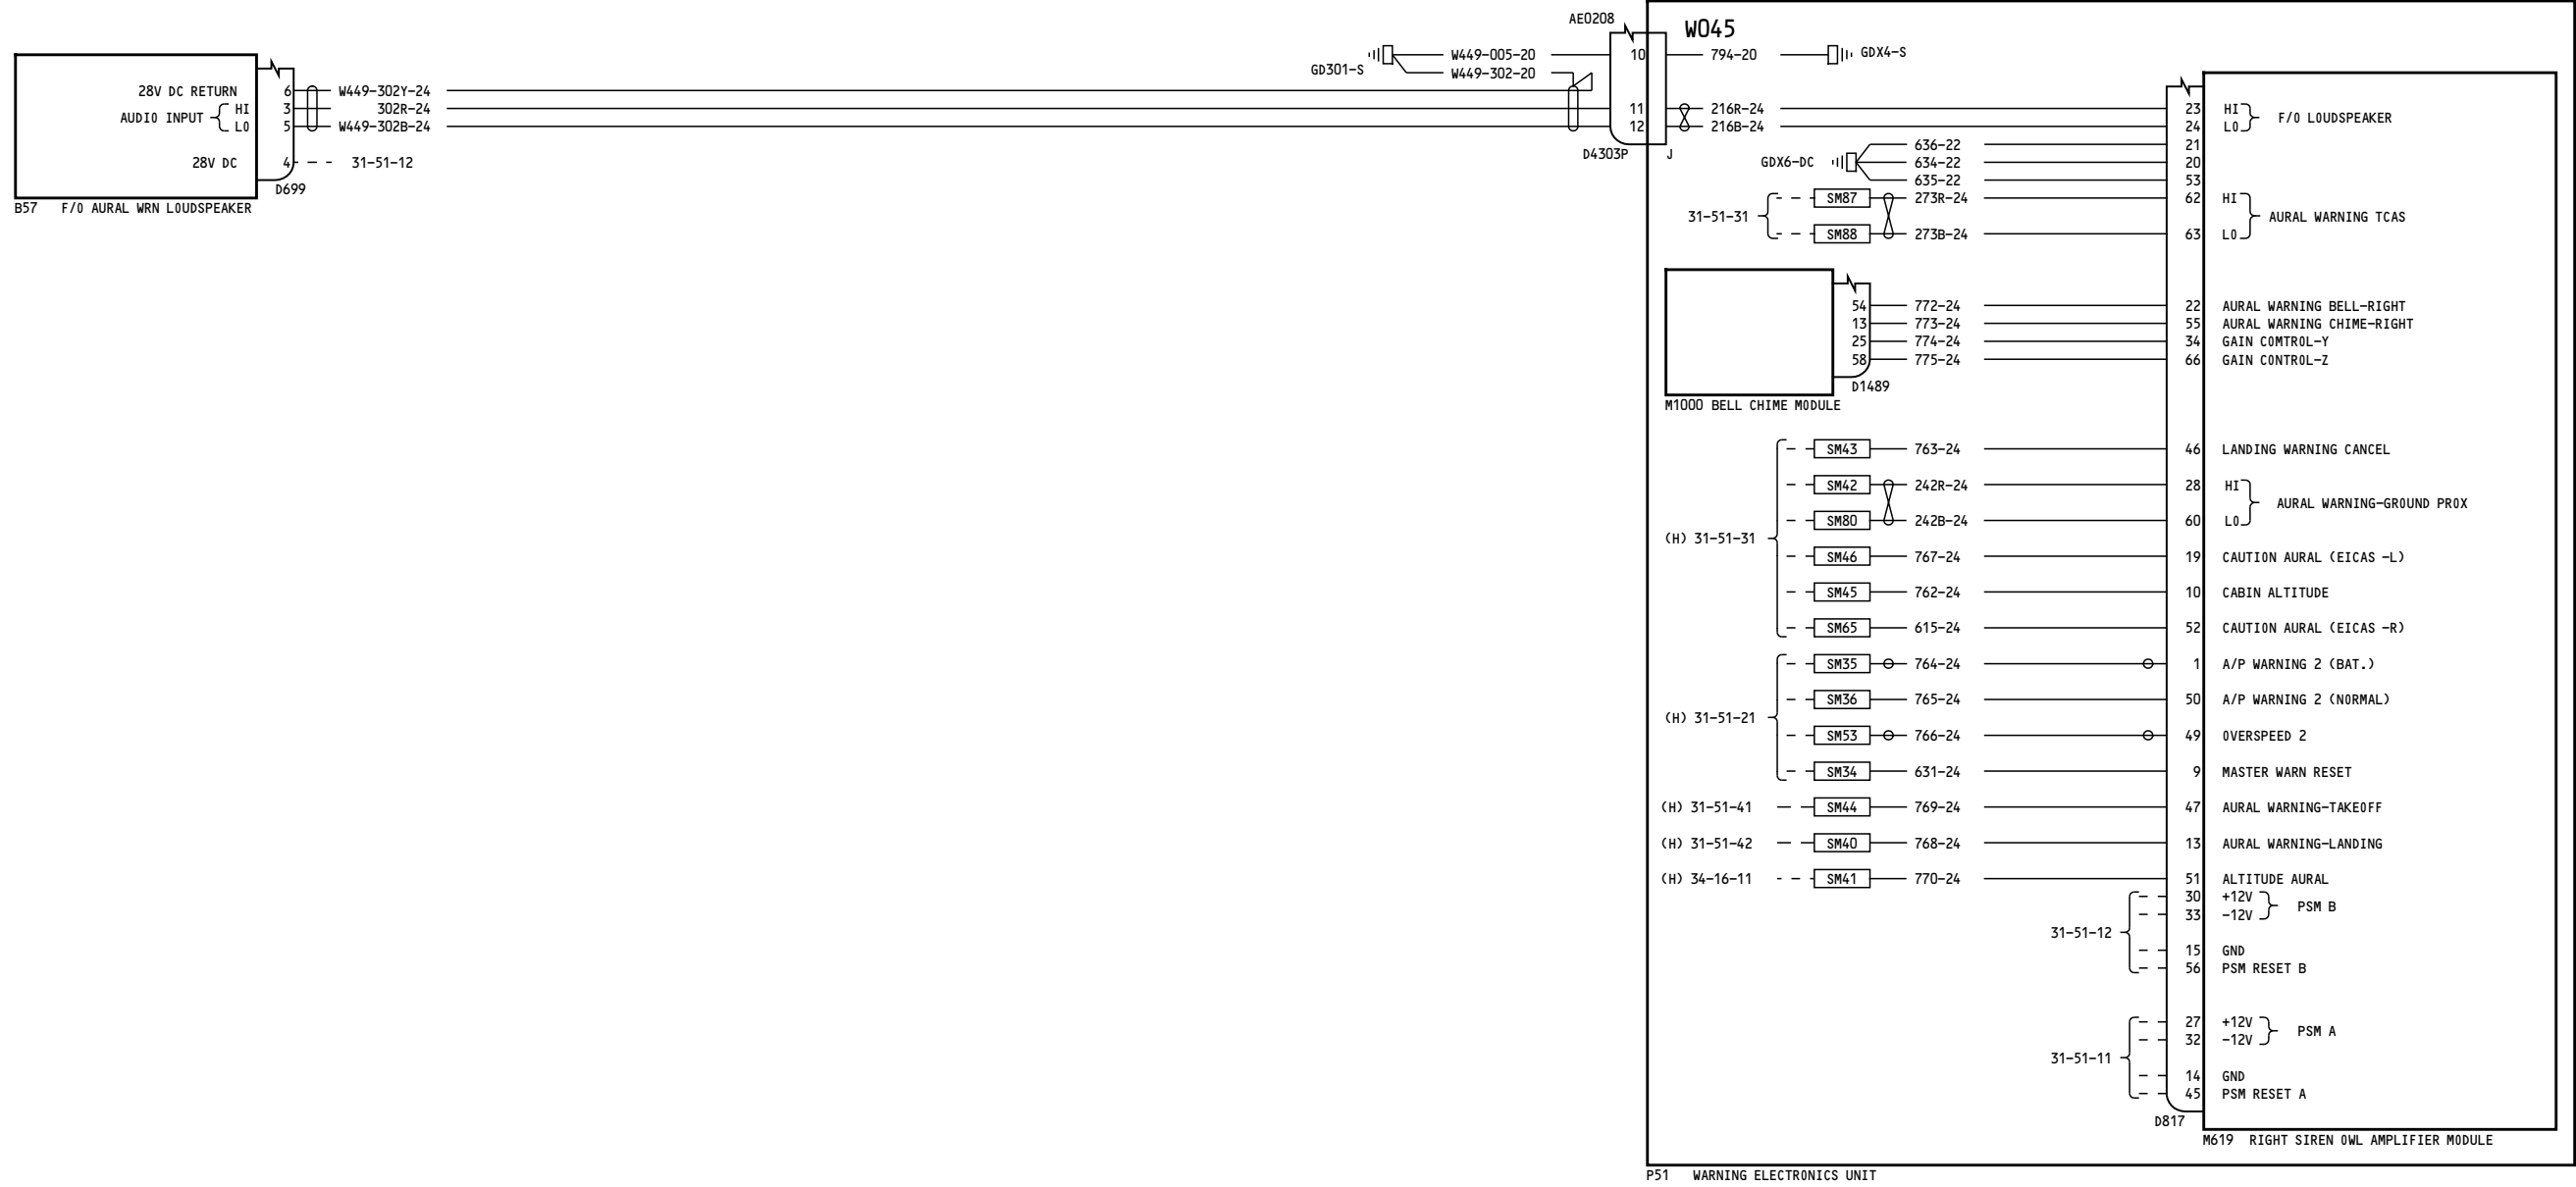 AE0208
W045
GD301-S
W449-005-20
W449-302-20
10
794-20
GDX4-S
28V DC RETURN 6 W449-302Y-24
AUDIO INPUT HI 3 302R-24
LO 5 W449-302B-24
28V DC 4 31-51-12
D699
B57 F/O AURAL WRN LOUDSPEAKER
11 216R-24 23 HI
12 216B-24 24 LO
F/O LOUDSPEAKER
D4303P J
GDX6-DC
636-22 21
634-22 20
635-22 53
31-51-31
SM87 273R-24 62 HI
SM88 273B-24 63 LO
AURAL WARNING TCAS
54 772-24 22 AURAL WARNING BELL-RIGHT
13 773-24 55 AURAL WARNING CHIME-RIGHT
25 774-24 34 GAIN COMTROL-Y
58 775-24 66 GAIN CONTROL-Z
D1489
M1000 BELL CHIME MODULE
(H) 31-51-31
SM43 763-24 46 LANDING WARNING CANCEL
SM42 242R-24 28 HI
SM80 242B-24 60 LO
AURAL WARNING-GROUND PROX
SM46 767-24 19 CAUTION AURAL (EICAS -L)
SM45 762-24 10 CABIN ALTITUDE
SM65 615-24 52 CAUTION AURAL (EICAS -R)
(H) 31-51-21
SM35 764-24 1 A/P WARNING 2 (BAT.)
SM36 765-24 50 A/P WARNING 2 (NORMAL)
SM53 766-24 49 OVERSPEED 2
SM34 631-24 9 MASTER WARN RESET
(H) 31-51-41 SM44 769-24 47 AURAL WARNING-TAKEOFF
(H) 31-51-42 SM40 768-24 13 AURAL WARNING-LANDING
(H) 34-16-11 SM41 770-24 51 ALTITUDE AURAL
31-51-12
30 +12V
33 -12V
PSM B
15 GND
56 PSM RESET B
31-51-11
27 +12V
32 -12V
PSM A
14 GND
45 PSM RESET A
D817
M619 RIGHT SIREN OWL AMPLIFIER MODULE
P51 WARNING ELECTRONICS UNIT